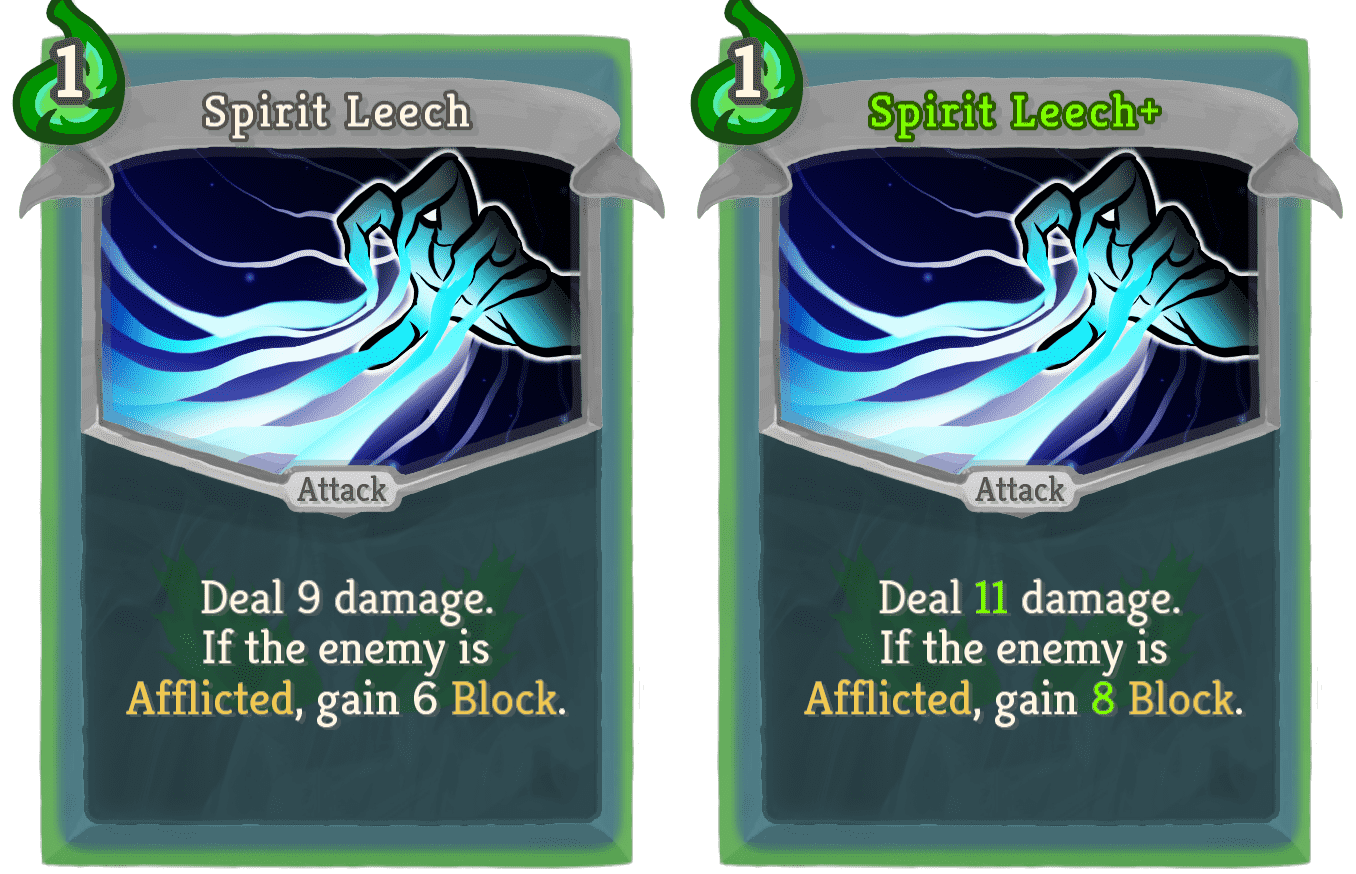 1
Spirit Leech
Attack
Deal 9 damage.
If the enemy is
Afflicted, gain 6 Block.
1
Spirit Leech+
Attack
Deal 11 damage.
If the enemy is
Afflicted, gain 8 Block.